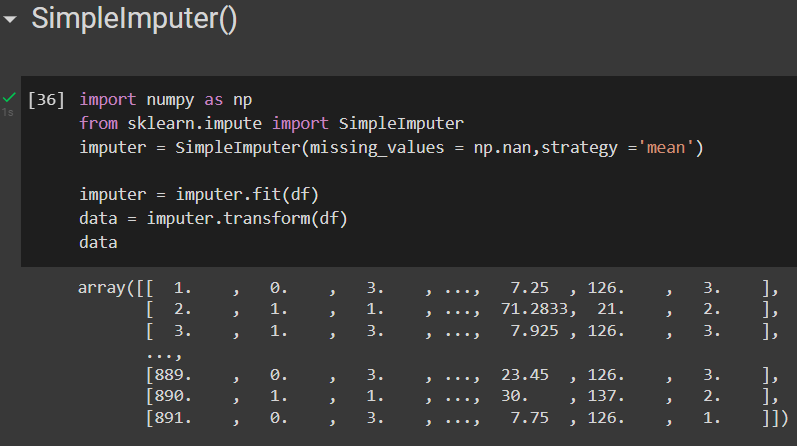 SimpleImputer()
[36] import numpy as np
1s from sklearn.impute import SimpleImputer
imputer = SimpleImputer(missing_values = np.nan,strategy ='mean')
imputer = imputer.fit(df)
data = imputer.transform(df)
data
array([[  1.    ,   0.    ,   3.    , ...,   7.25  , 126.    ,   3.    ],
[  2.    ,   1.    ,   1.    , ...,  71.2833,  21.    ,   2.    ],
[  3.    ,   1.    ,   3.    , ...,   7.925 , 126.    ,   3.    ],
...,
[889.    ,   0.    ,   3.    , ...,  23.45  , 126.    ,   3.    ],
[890.    ,   1.    ,   1.    , ...,  30.    , 137.    ,   2.    ],
[891.    ,   0.    ,   3.    , ...,   7.75  , 126.    ,   1.    ]])